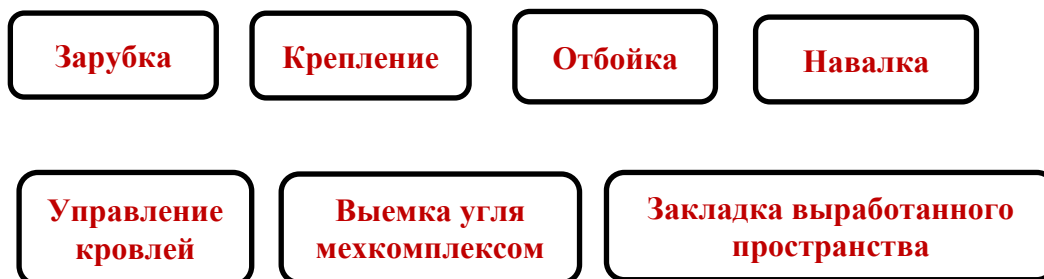 Зарубка
Крепление
Отбойка
Навалка
Управление
кровлей
Выемка угля
мехкомплексом
Закладка выработанного
пространства